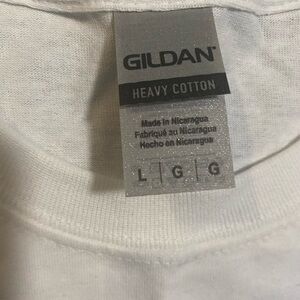 GILDAN
HEAVY COTTON
Made in Nicaragua
Fabriqué au Nicaragua
Hecho en Nicaragua
L | G | G